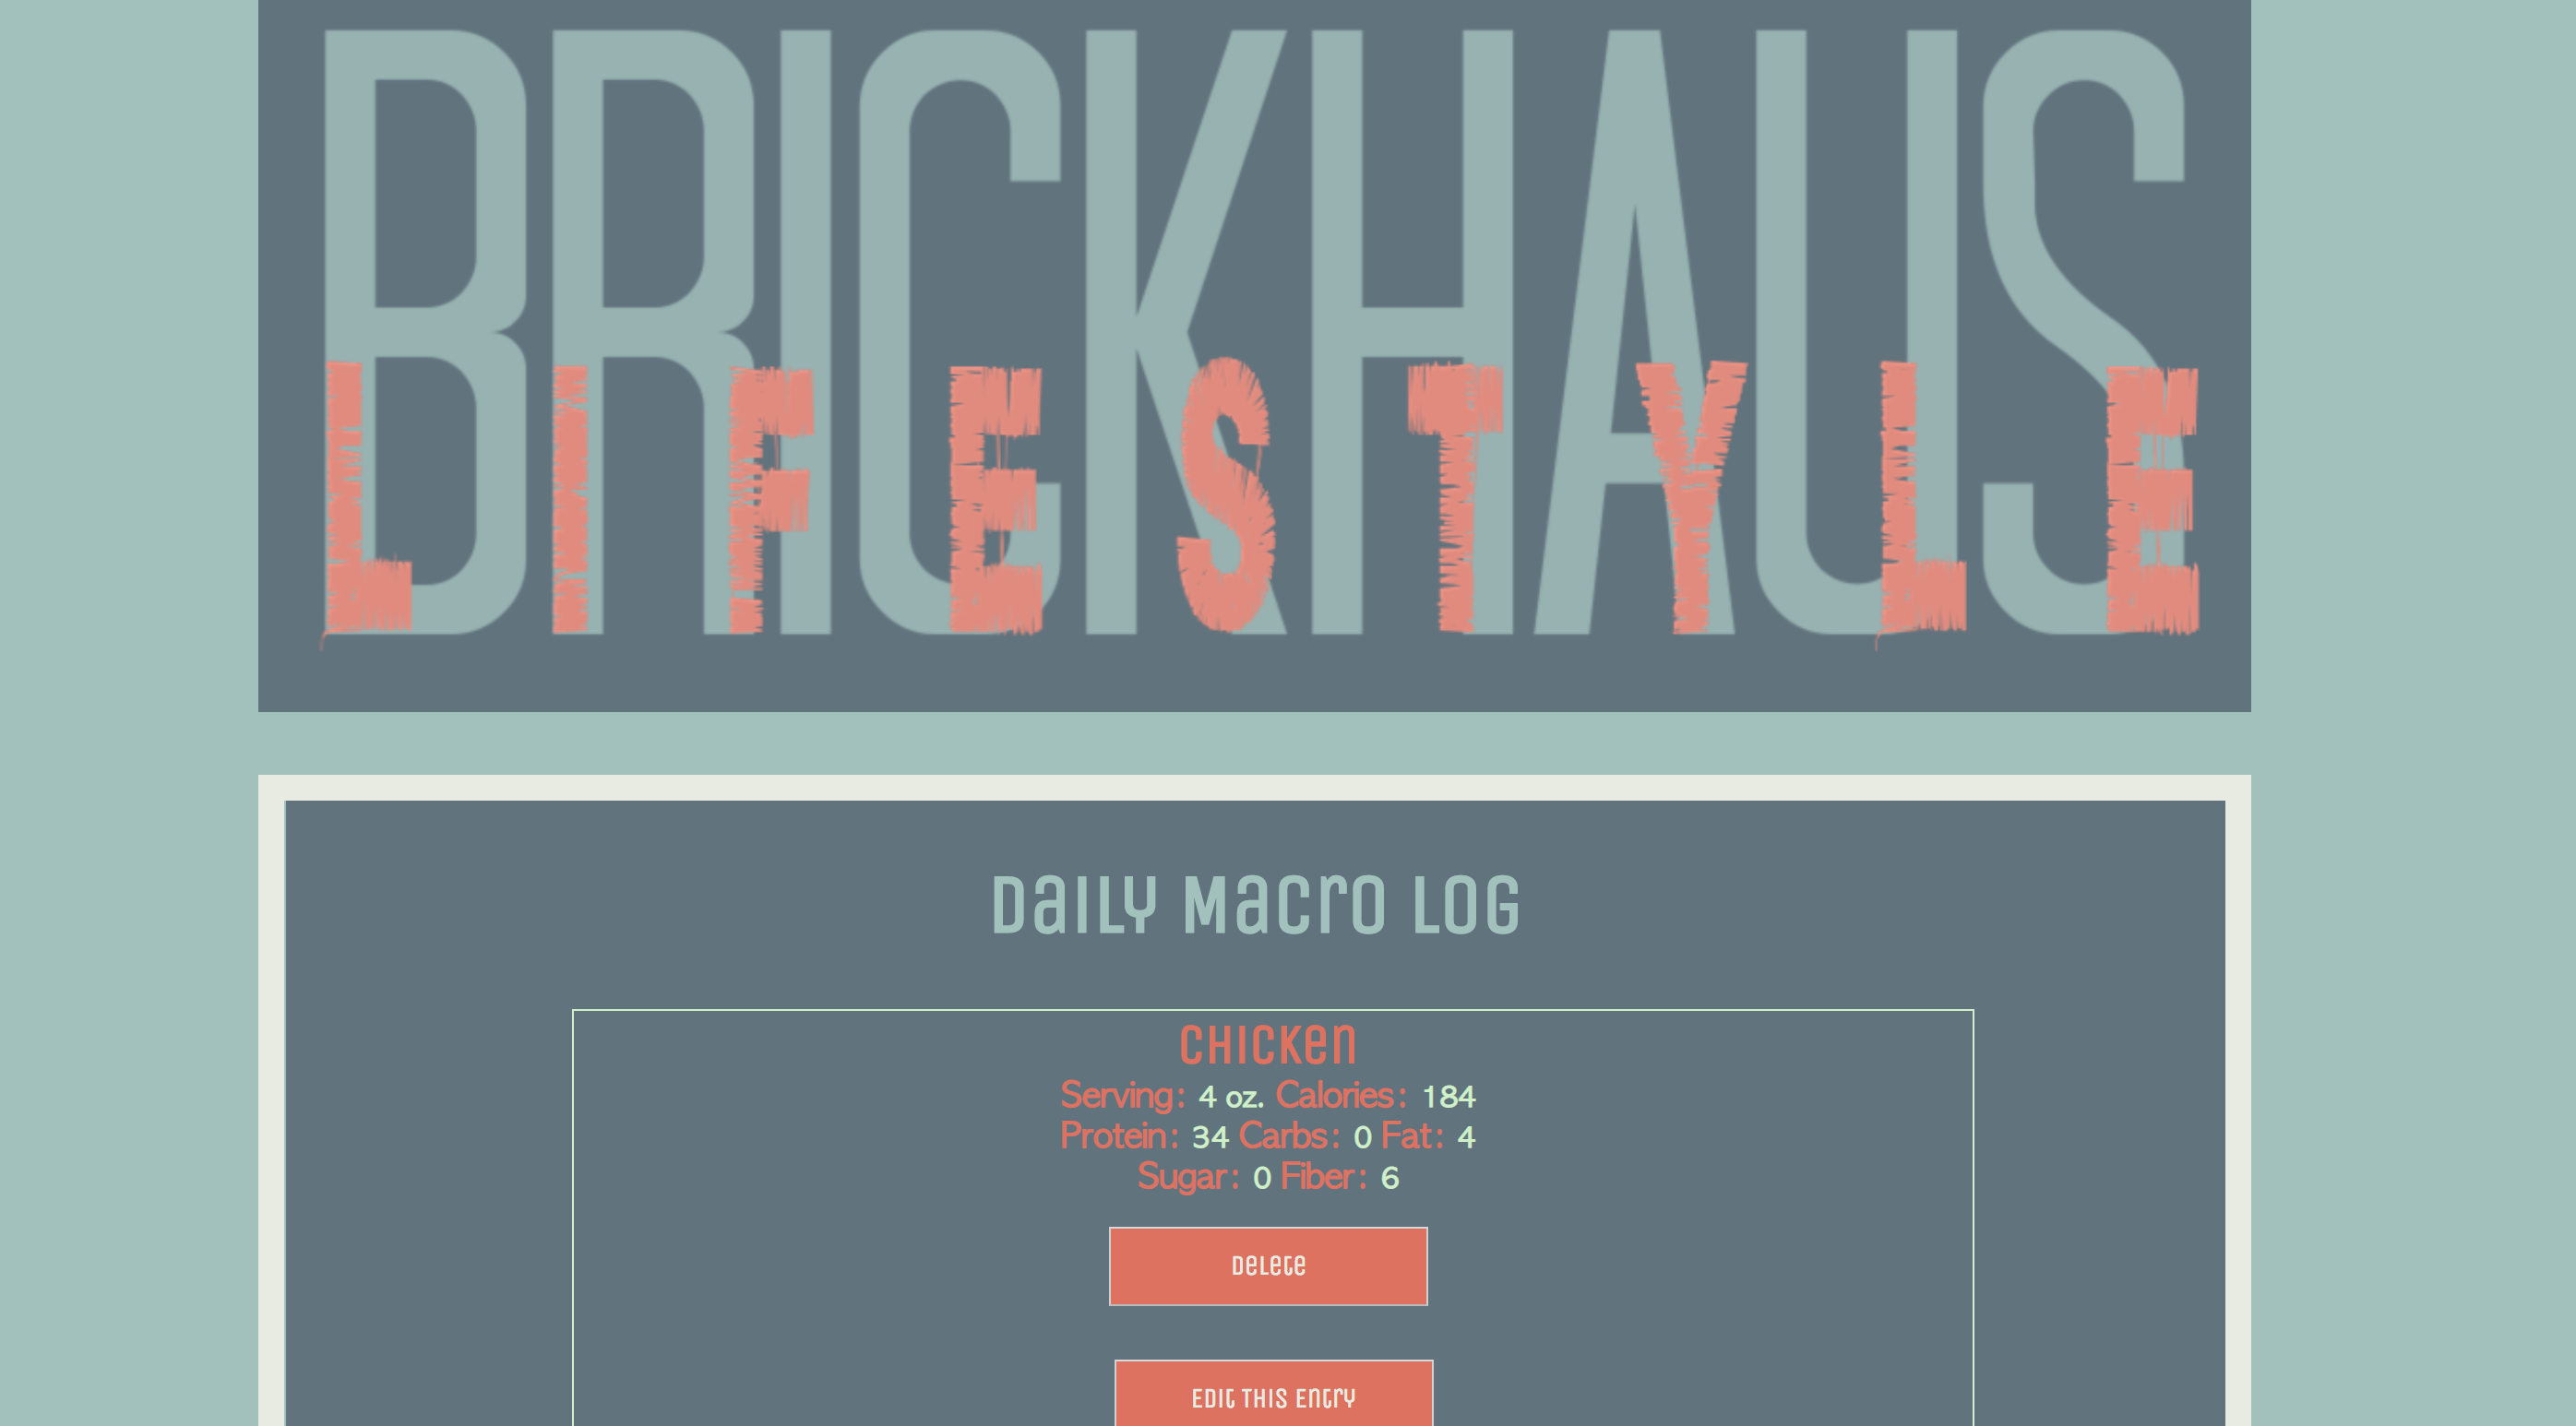 BRICKHAUS
LIFESTYLE
Daily Macro Log
Chicken
Serving: 4 oz. Calories: 184
Protein: 34 Carbs: 0 Fat: 4
Sugar: 0 Fiber: 6
Delete
Edit This Entry